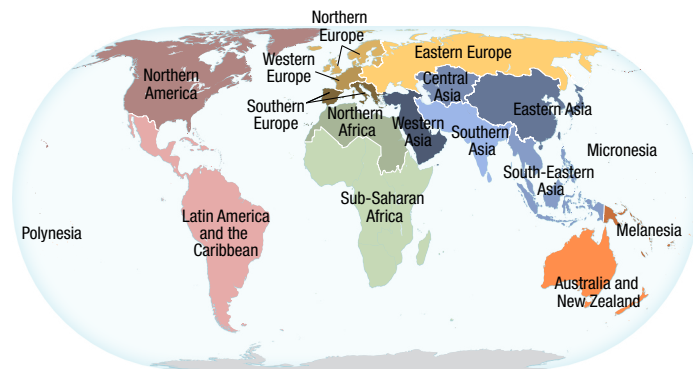 Northern
Europe
Eastern Europe
Western
Europe
Northern
America
Central
Asia
Southern
Europe
Northern
Africa
Western
Asia
Eastern Asia
Southern
Asia
Micronesia
South-Eastern
Asia
Sub-Saharan
Africa
Latin America
and the
Caribbean
Polynesia
Melanesia
Australia and
New Zealand